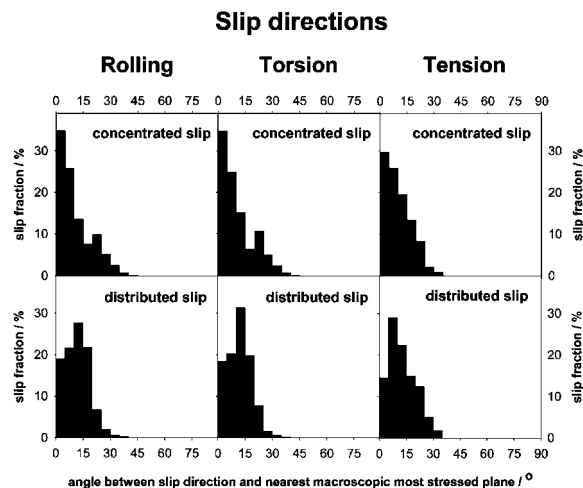 Slip directions
Rolling Torsion Tension
0 15 30 45 60 75 0 15 30 45 60 75 0 15 30 45 60 75 90
concentrated slip concentrated slip concentrated slip
slip fraction / %
30
20
10
0
slip fraction / %
30
20
10
0
distributed slip distributed slip distributed slip
slip fraction / %
30
20
10
0
slip fraction / %
30
20
10
0
0 15 30 45 60 75 0 15 30 45 60 75 0 15 30 45 60 75 90
angle between slip direction and nearest macroscopic most stressed plane / °